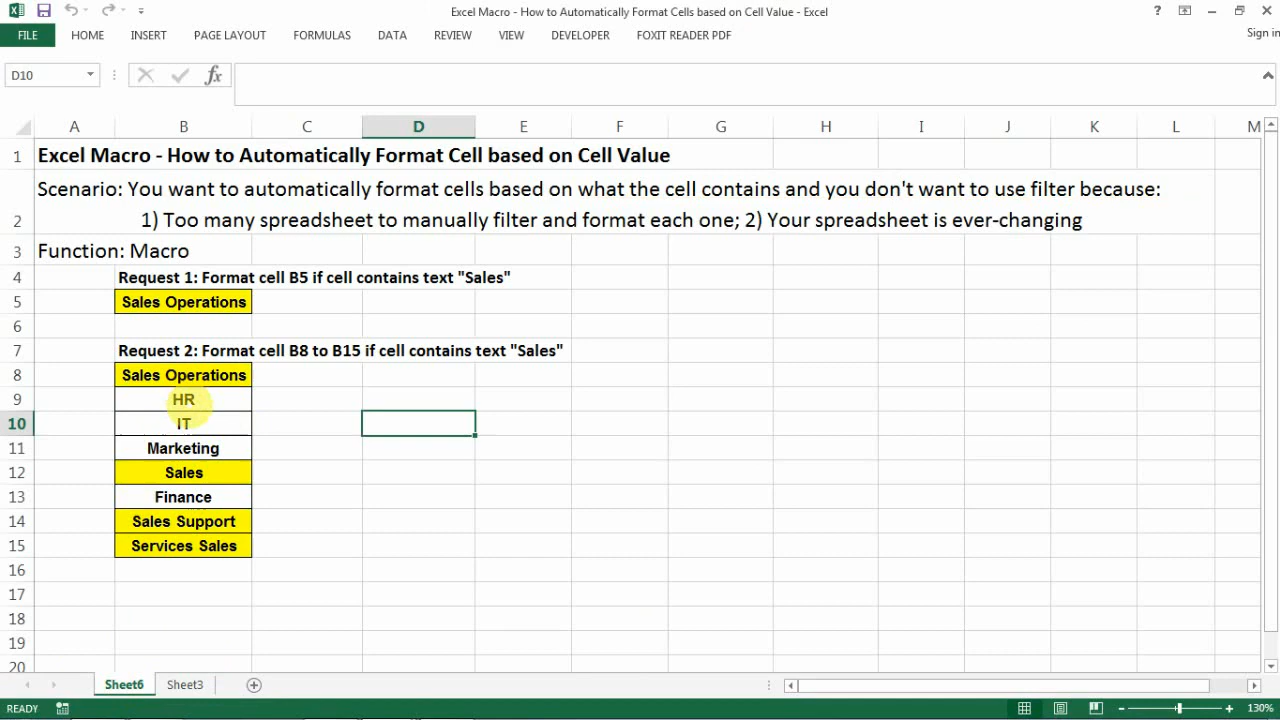 Excel Macro - How to Automatically Format Cells based on Cell Value - Excel
?
FILE HOME INSERT PAGE LAYOUT FORMULAS DATA REVIEW VIEW DEVELOPER FOXIT READER PDF Sign in
D10 fx
A B C D E F G H I J K L M
1 Excel Macro - How to Automatically Format Cell based on Cell Value
Scenario: You want to automatically format cells based on what the cell contains and you don't want to use filter because:
2 1) Too many spreadsheet to manually filter and format each one; 2) Your spreadsheet is ever-changing
3 Function: Macro
4 Request 1: Format cell B5 if cell contains text "Sales"
5 Sales Operations
6
7 Request 2: Format cell B8 to B15 if cell contains text "Sales"
8 Sales Operations
9 HR
10 IT
11 Marketing
12 Sales
13 Finance
14 Sales Support
15 Services Sales
16
17
18
19
20
Sheet6 Sheet3
READY 130%